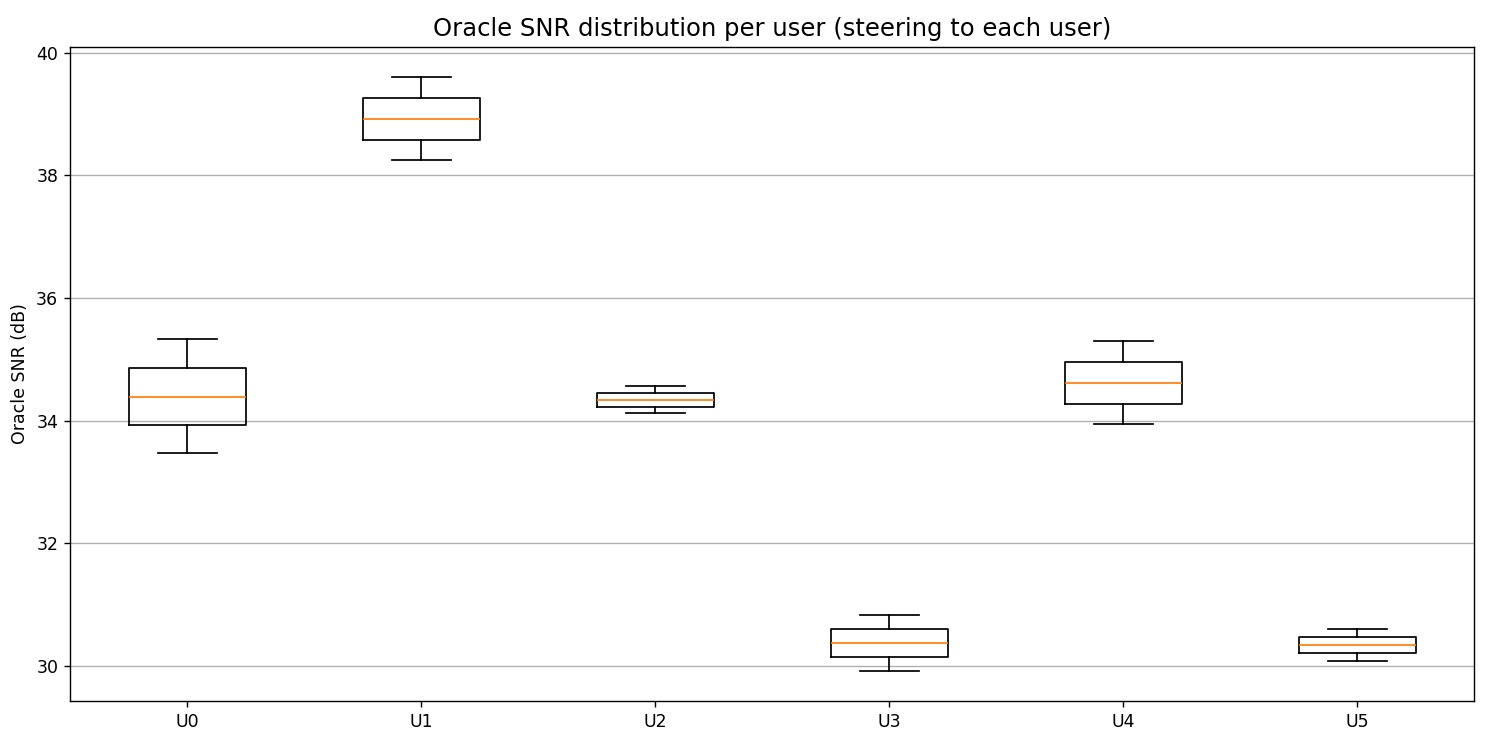 Oracle SNR distribution per user (steering to each user)
Oracle SNR (dB)
40
38
36
34
32
30
U0 U1 U2 U3 U4 U5